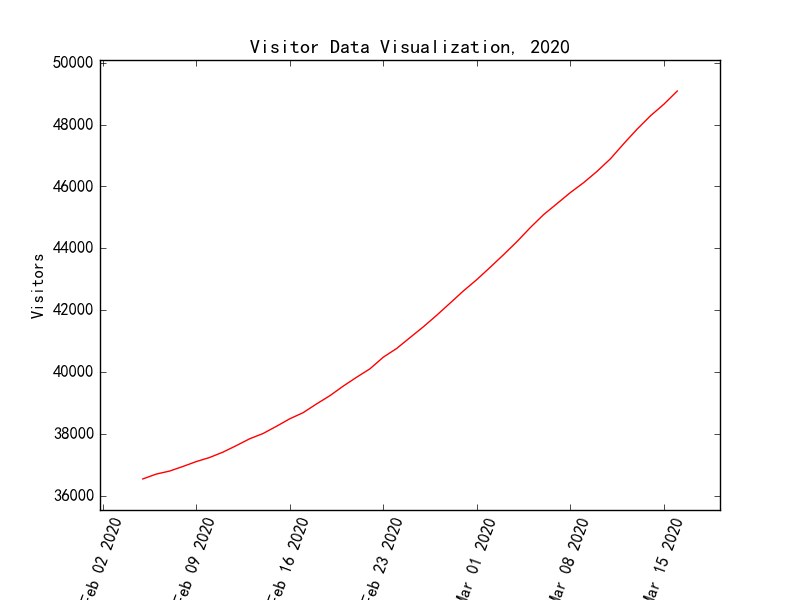 Visitor Data Visualization, 2020
50000
48000
46000
44000
42000
40000
38000
36000
Visitors
Feb 02 2020
Feb 09 2020
Feb 16 2020
Feb 23 2020
Mar 01 2020
Mar 08 2020
Mar 15 2020